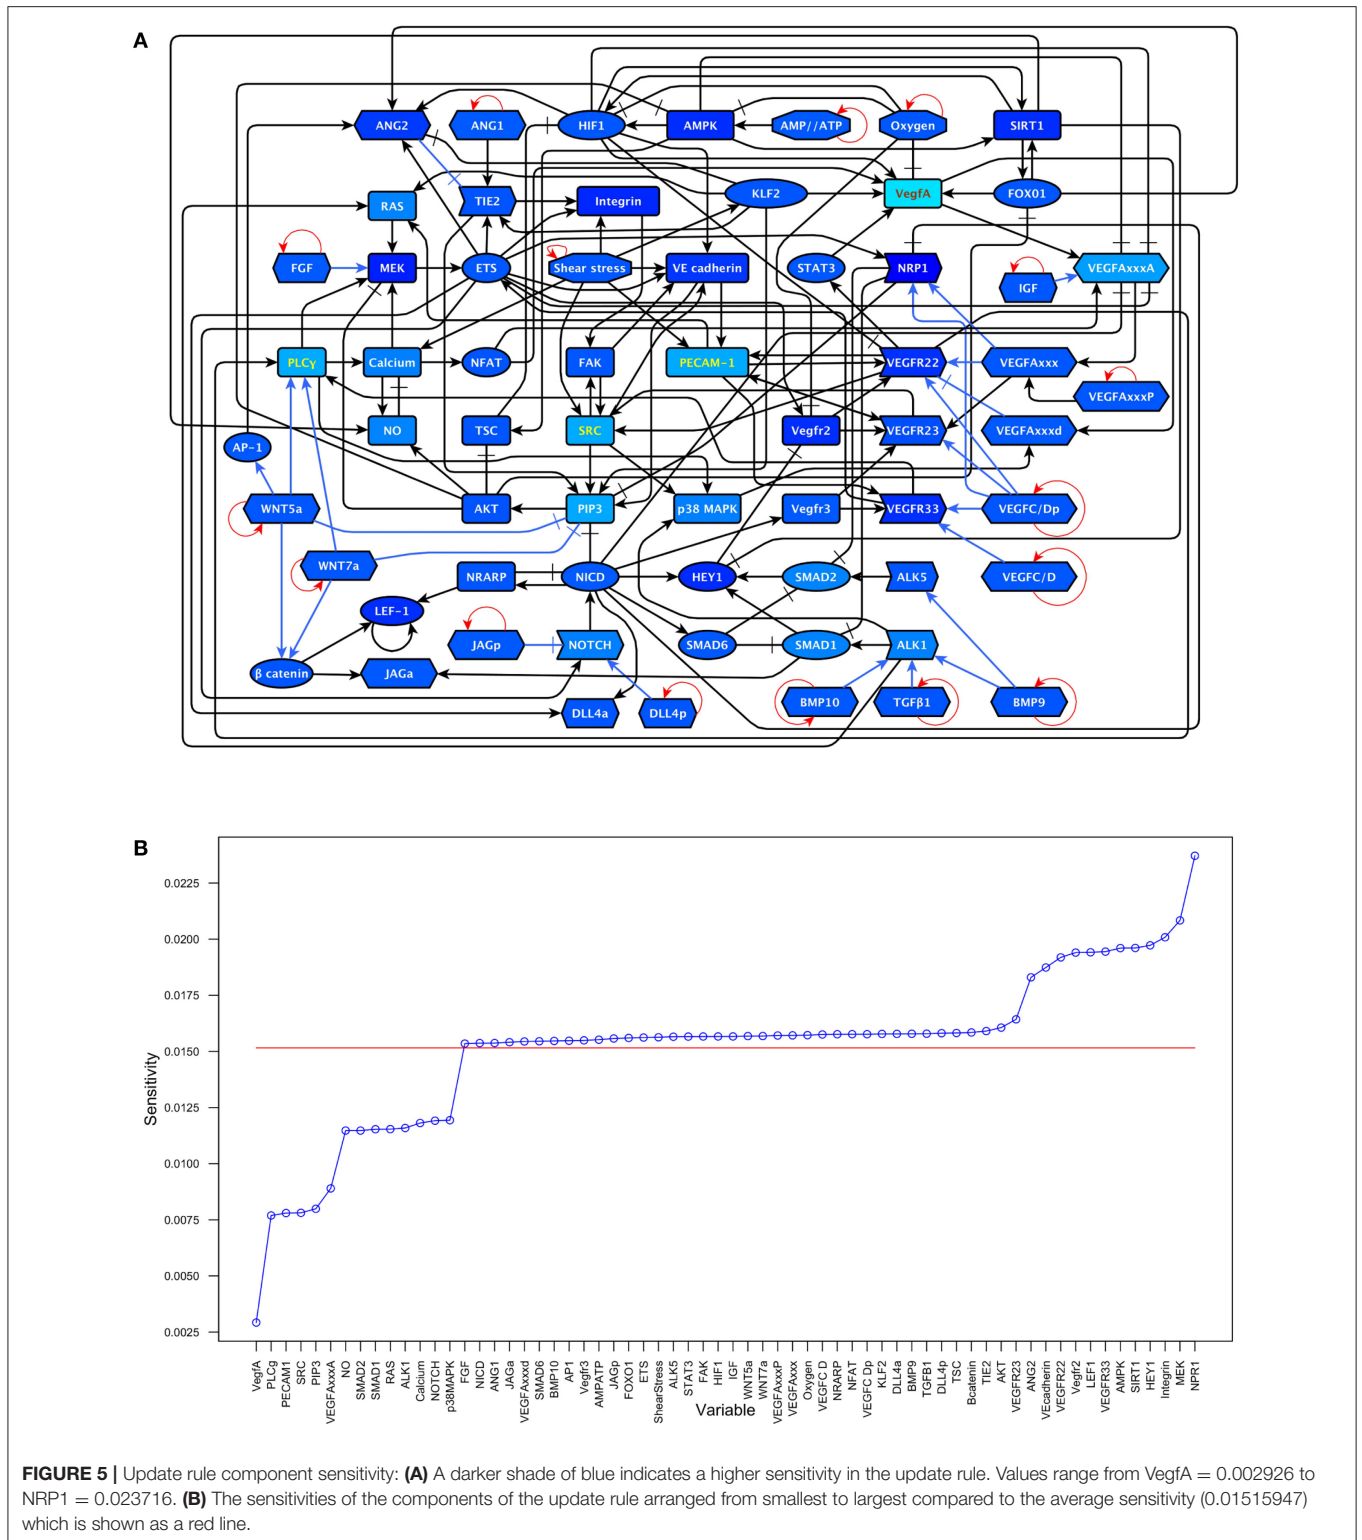 A
ANG2
ANG1
HIF1
AMPK
AMP//ATP
Oxygen
SIRT1
RAS
TIE2
Integrin
KLF2
VegfA
FOX01
FGF
MEK
ETS
Shear stress
VE cadherin
STAT3
NRP1
IGF
VEGFAxxxA
PLCγ
Calcium
NFAT
FAK
PECAM-1
VEGFR22
VEGFAxxx
VEGFAxxxP
AP-1
NO
TSC
SRC
Vegfr2
VEGFR23
VEGFAxxxd
WNT5a
AKT
PIP3
p38 MAPK
Vegfr3
VEGFR33
VEGFC/Dp
WNT7a
NRARP
NICD
HEY1
SMAD2
ALK5
VEGFC/D
LEF-1
JAGp
NOTCH
SMAD6
SMAD1
ALK1
β catenin
JAGa
DLL4a
DLL4p
BMP10
TGFβ1
BMP9
B
0.0225
0.0200
0.0175
0.0150
0.0125
0.0100
0.0075
0.0050
0.0025
Sensitivity
VegfA
PLCg
PECAM1
SRC
PIP3
VEGFAxxxA
NO
SMAD2
SMAD1
RAS
ALK1
Calcium
NOTCH
p38MAPK
FGF
NICD
ANG1
JAGa
VEGFAxxxd
SMAD6
BMP10
AP1
Vegfr3
AMPATP
JAGp
FOXO1
ETS
ShearStress
ALK5
STAT3
FAK
HIF1
IGF
WNT5a
WNT7a
VEGFAxxxP
VEGFAxxx
Oxygen
VEGFC D
NRARP
NFAT
VEGFC Dp
KLF2
DLL4a
BMP9
TGFB1
DLL4p
TSC
Bcatenin
TIE2
AKT
VEGFR23
ANG2
VEcadherin
VEGFR22
Vegfr2
LEF1
VEGFR33
AMPK
SIRT1
HEY1
Integrin
MEK
NPR1
Variable
FIGURE 5 | Update rule component sensitivity: (A) A darker shade of blue indicates a higher sensitivity in the update rule. Values range from VegfA = 0.002926 to
NRP1 = 0.023716. (B) The sensitivities of the components of the update rule arranged from smallest to largest compared to the average sensitivity (0.01515947)
which is shown as a red line.